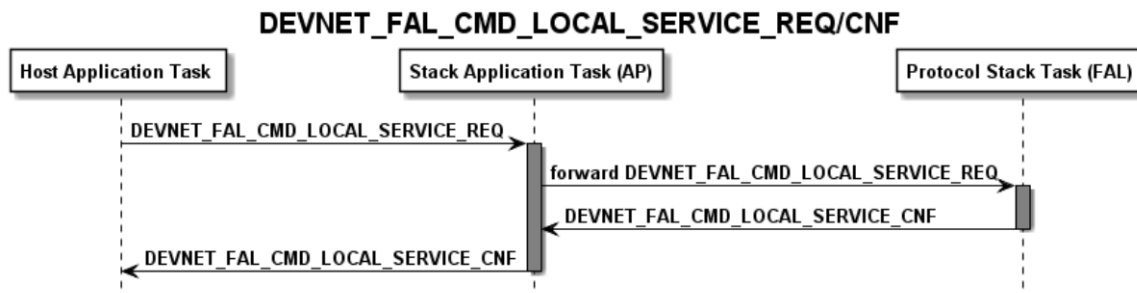 DEVNET_FAL_CMD_LOCAL_SERVICE_REQ/CNF
Host Application Task
Stack Application Task (AP)
Protocol Stack Task (FAL)
DEVNET_FAL_CMD_LOCAL_SERVICE_REQ
forward DEVNET_FAL_CMD_LOCAL_SERVICE_REQ
DEVNET_FAL_CMD_LOCAL_SERVICE_CNF
DEVNET_FAL_CMD_LOCAL_SERVICE_CNF